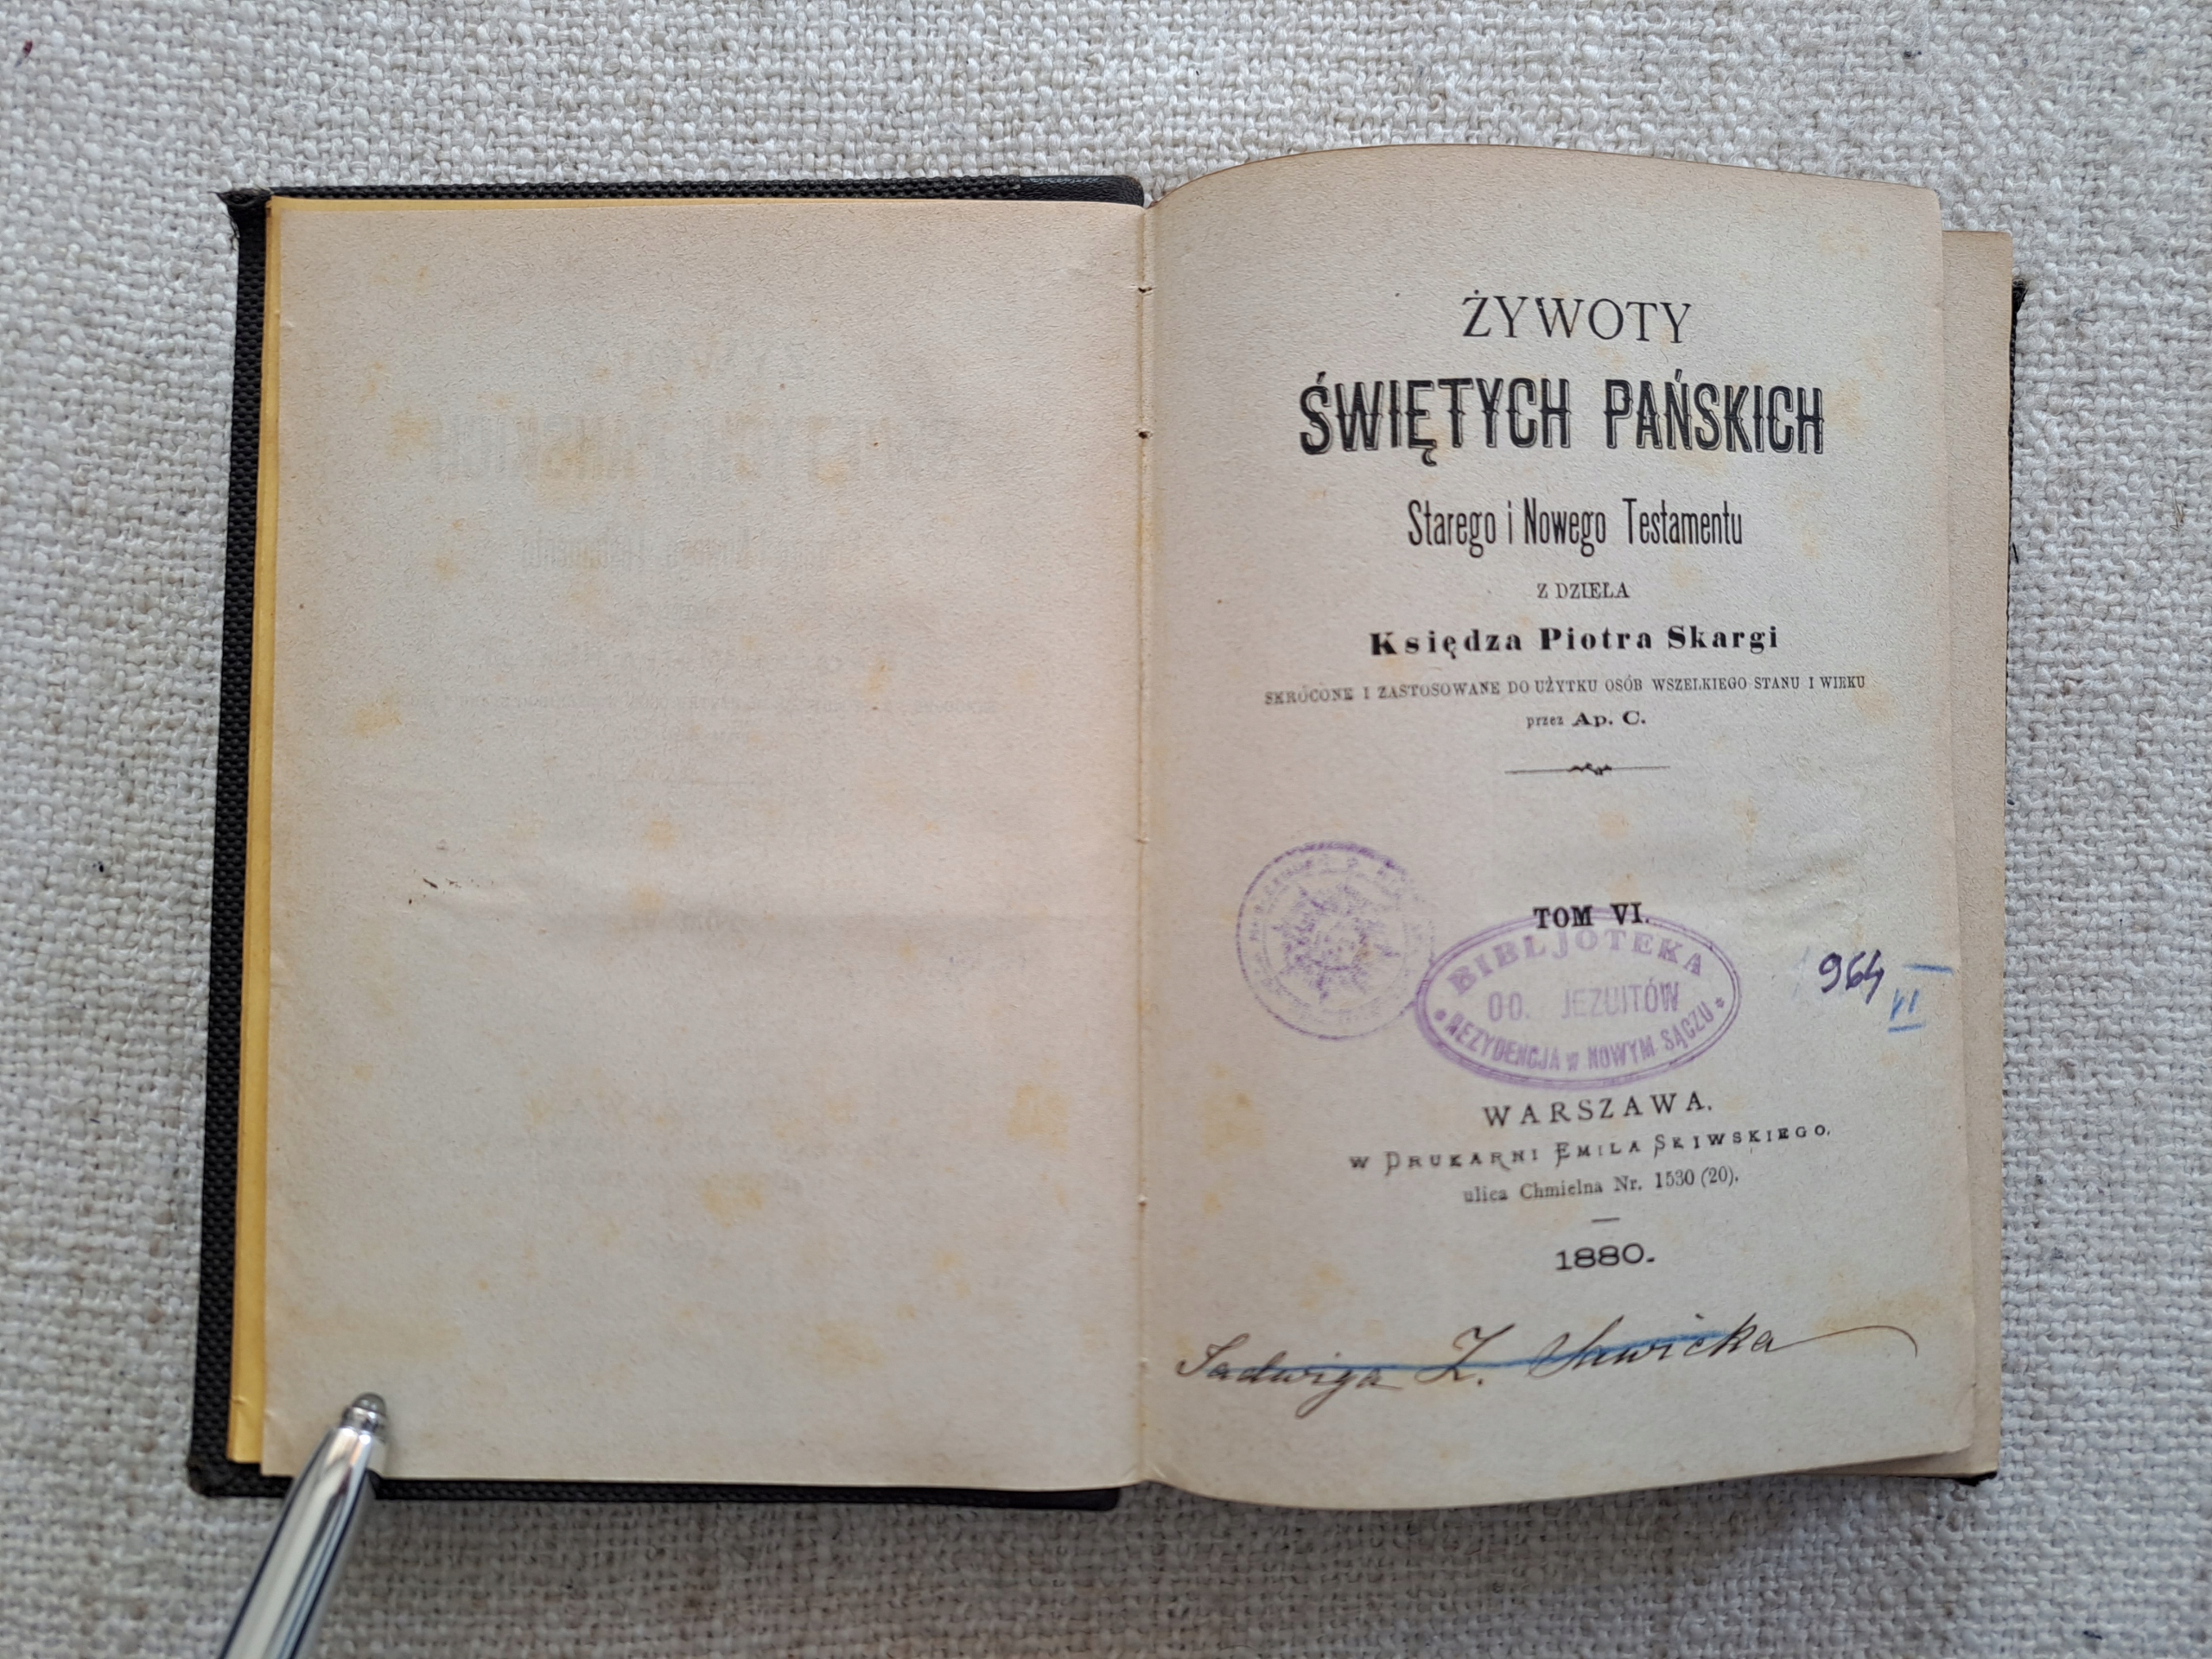 ŻYWOTY
ŚWIĘTYCH PAŃSKICH
Starego i Nowego Testamentu
Z DZIEŁA
Księdza Piotra Skargi
SKRÓCONE I ZASTOSOWANE DO UŻYTKU OSÓB WSZELKIEGO STANU I WIEKU
przez Ap. C.
TOM VI.
BIBLJOTEKA
OO. JEZUITÓW
REZYDENCJA w NOWYM SĄCZU
964
VI
WARSZAWA.
W DRUKARNI EMILA SKIWSKIEGO.
ulica Chmielna Nr. 1530 (20).
1880.
Jadwiga Z. Sławicka